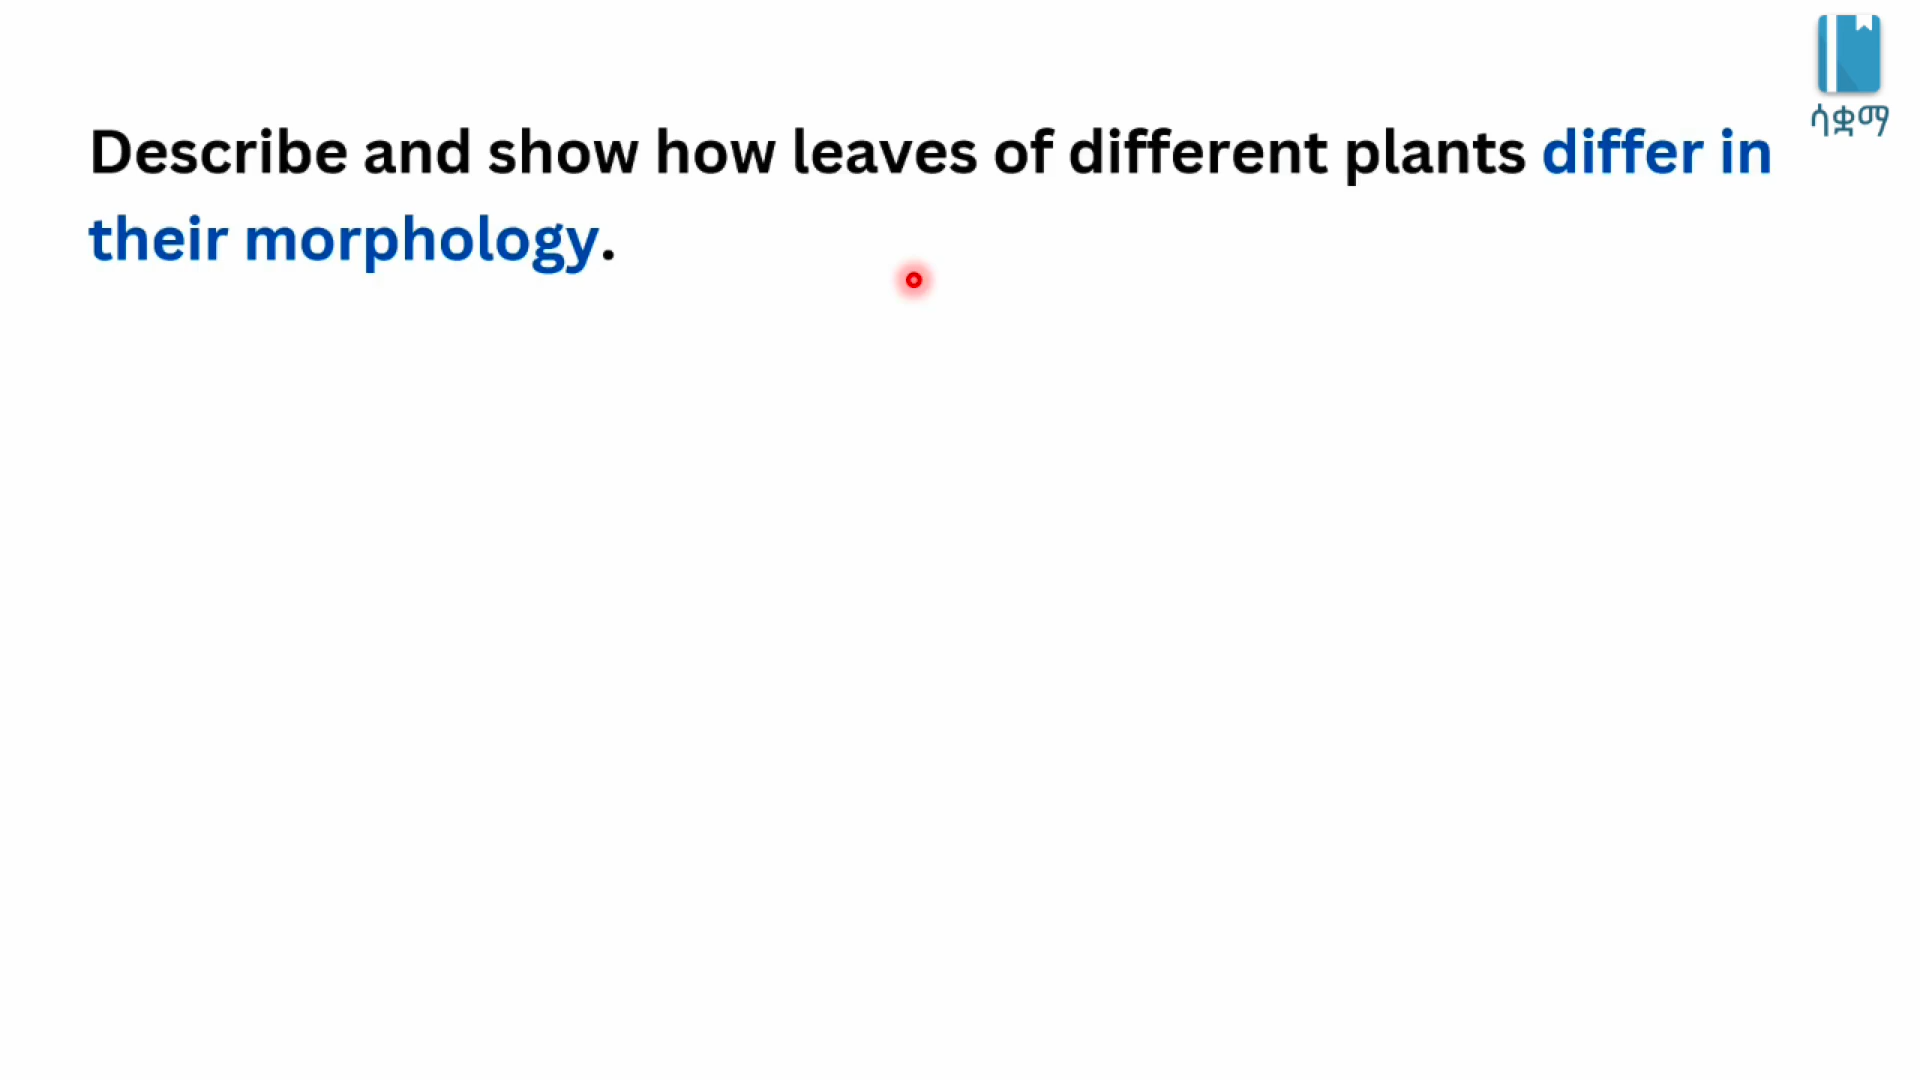 ሳቋማ
Describe and show how leaves of different plants differ in
their morphology.